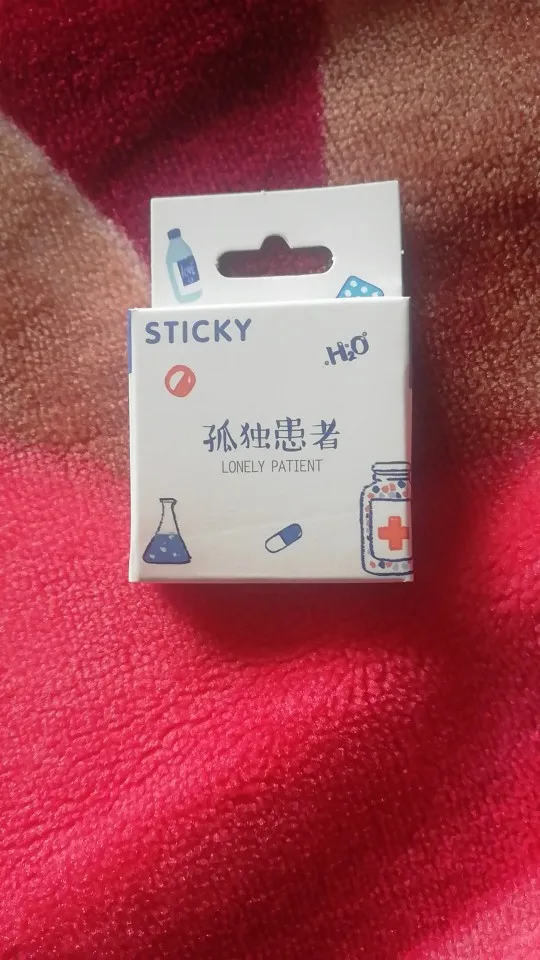 STICKY
H₂O
孤独患者
LONELY PATIENT